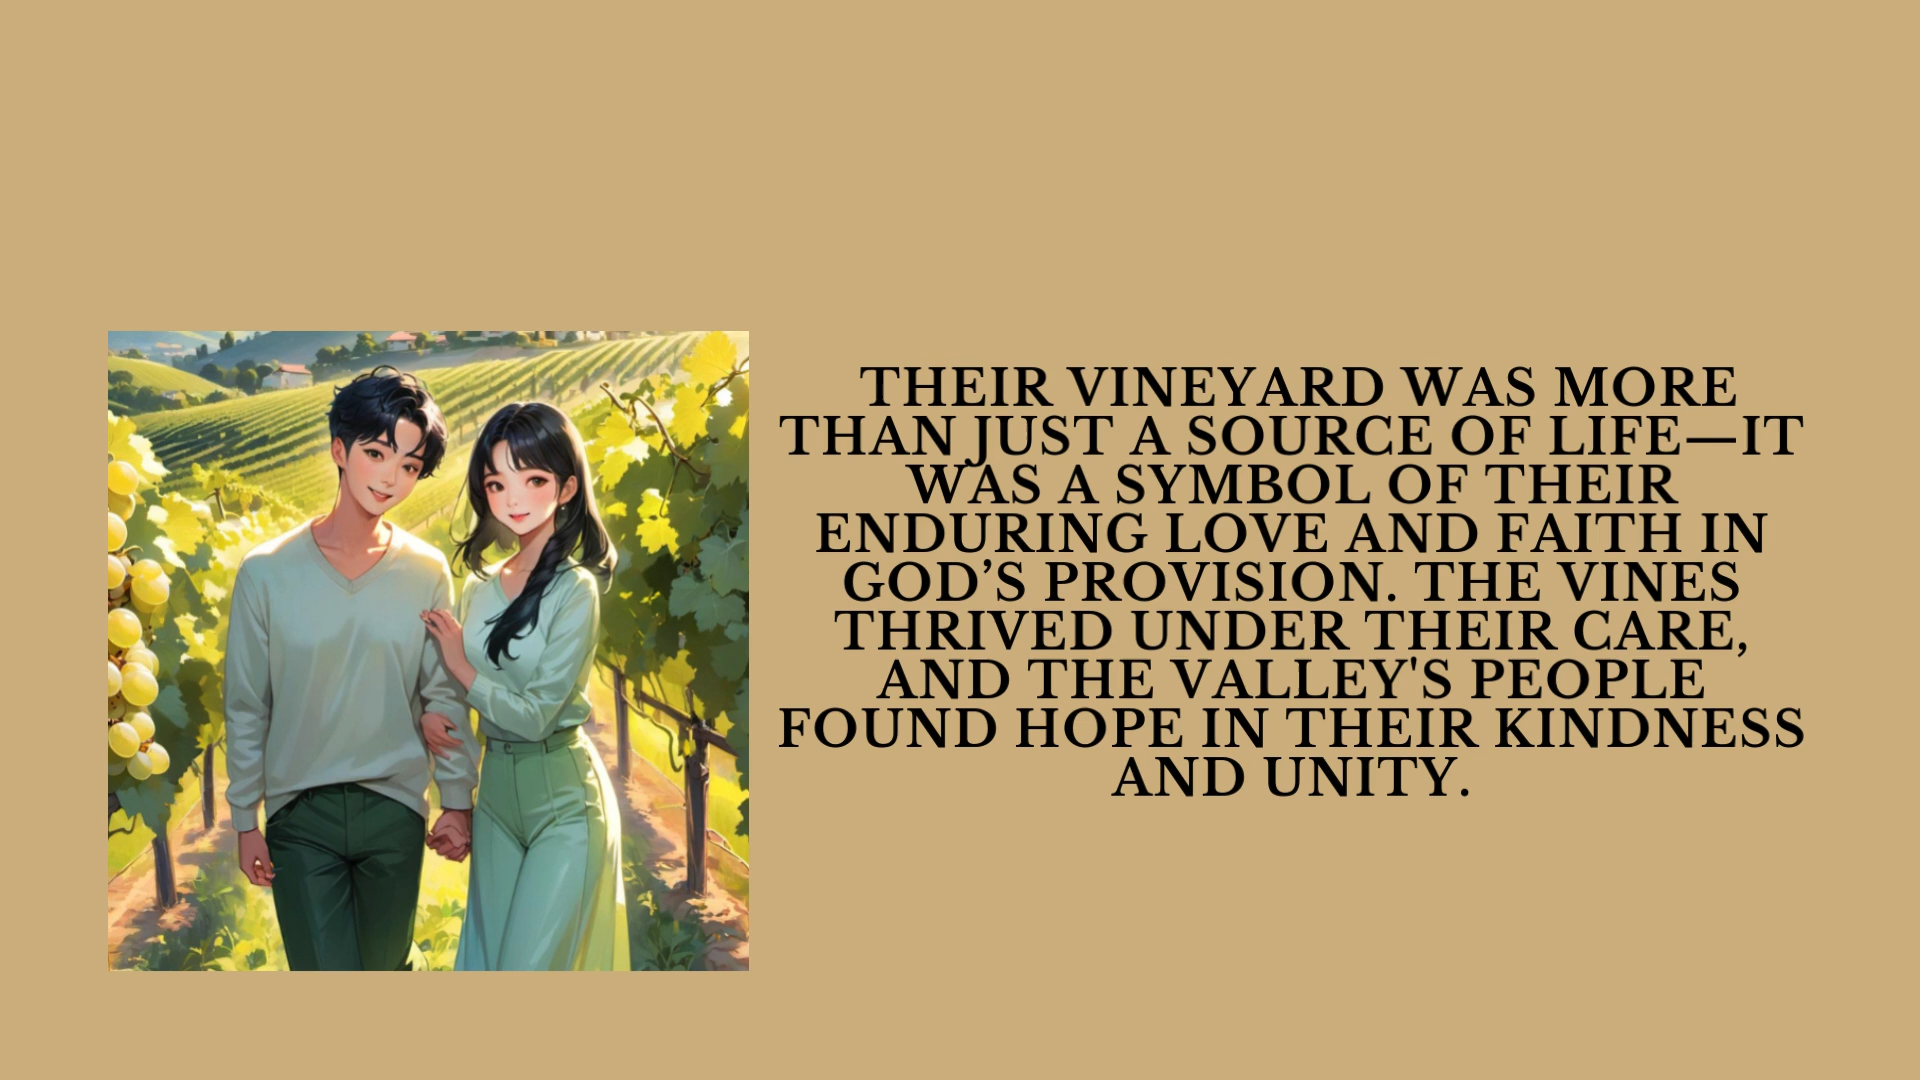 THEIR VINEYARD WAS MORE
THAN JUST A SOURCE OF LIFE—IT
WAS A SYMBOL OF THEIR
ENDURING LOVE AND FAITH IN
GOD’S PROVISION. THE VINES
THRIVED UNDER THEIR CARE,
AND THE VALLEY'S PEOPLE
FOUND HOPE IN THEIR KINDNESS
AND UNITY.